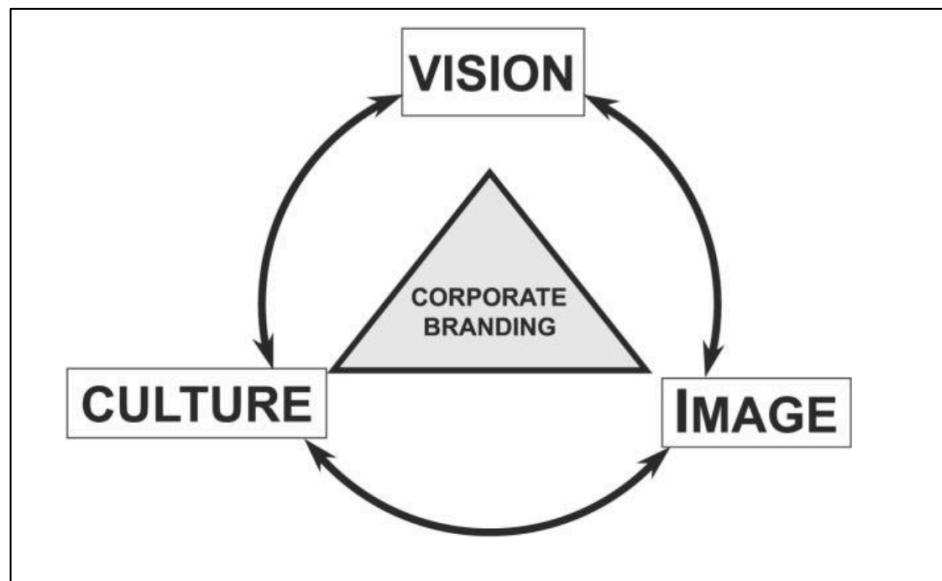 VISION
CORPORATE
BRANDING
CULTURE
IMAGE